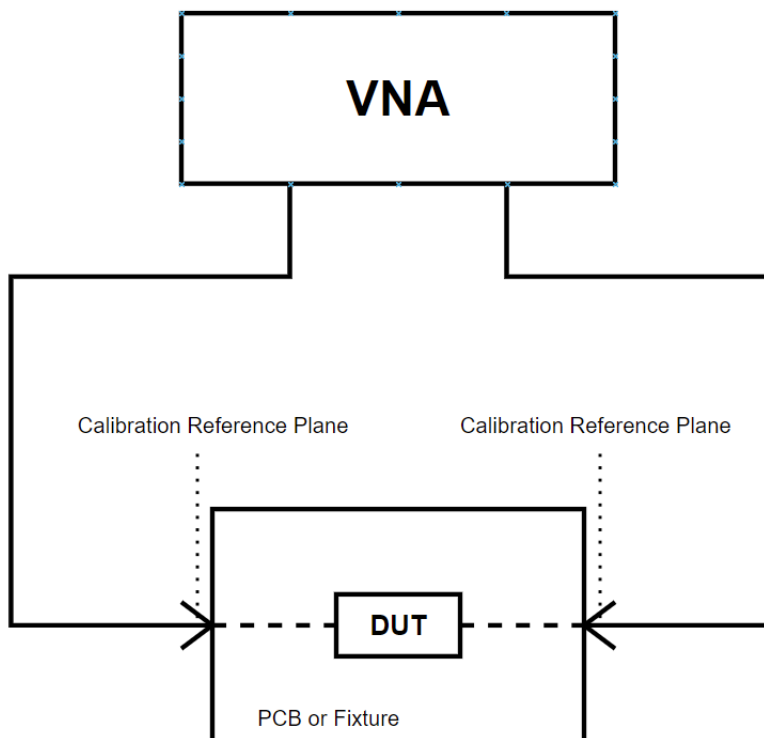 VNA
Calibration Reference Plane
Calibration Reference Plane
DUT
PCB or Fixture